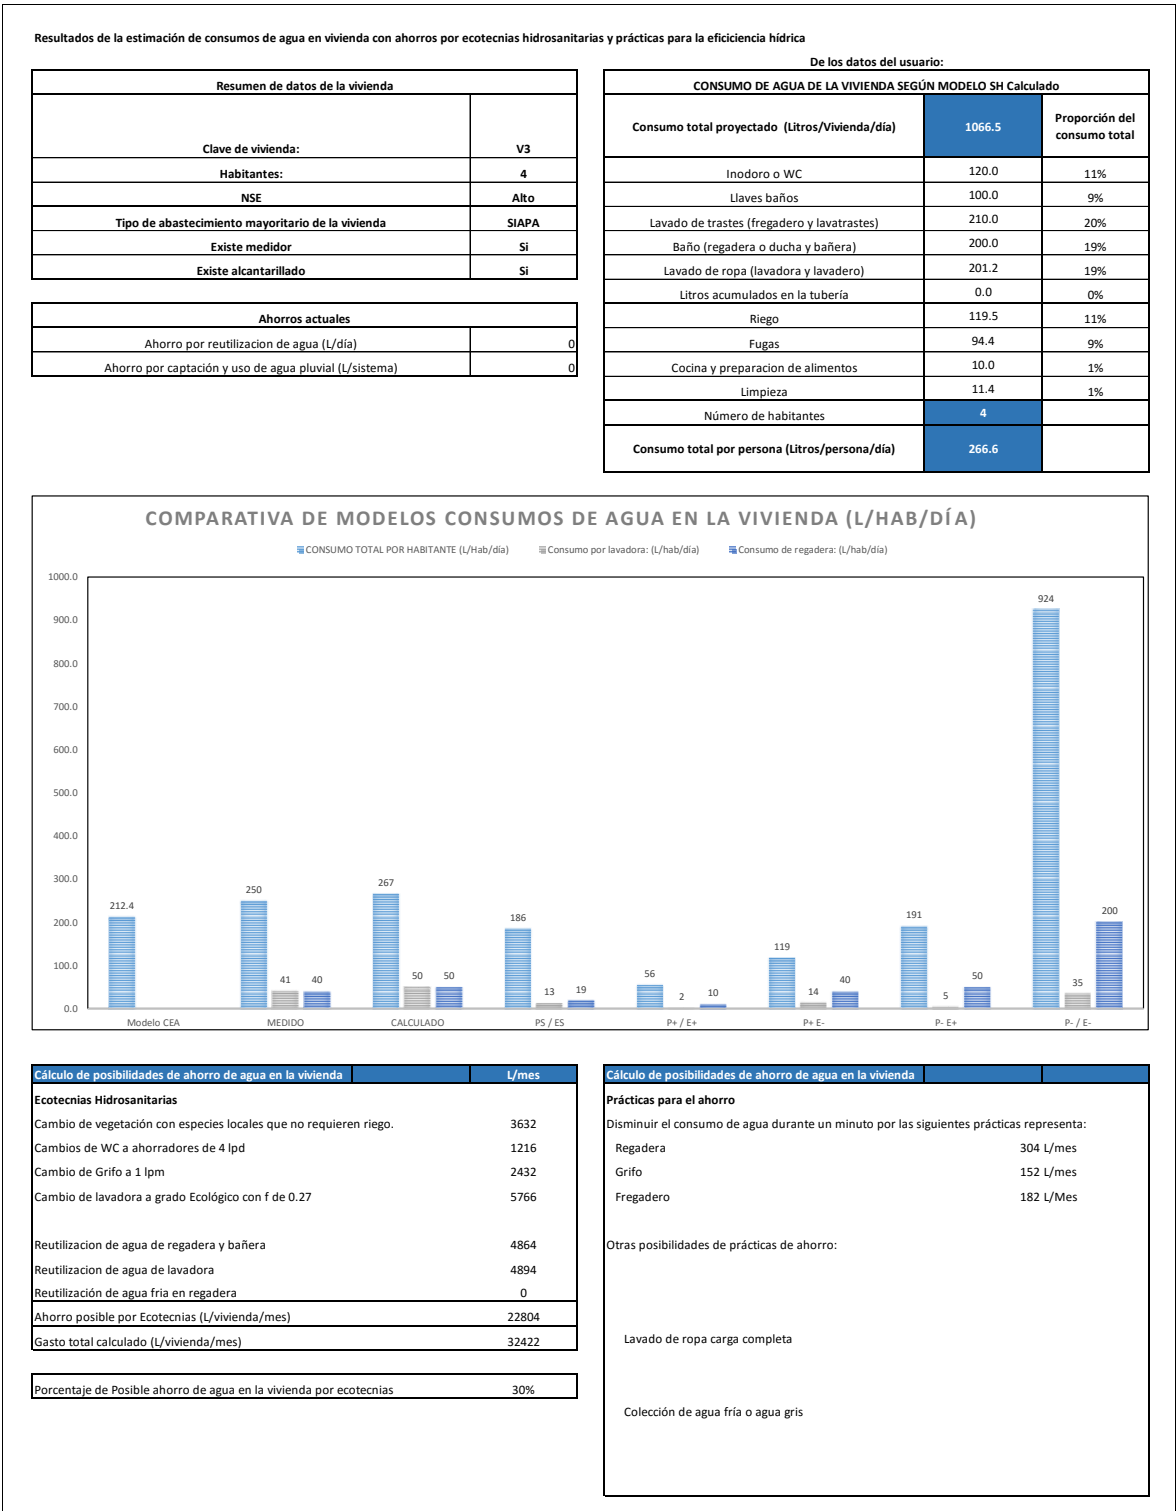 Resultados de la estimación de consumos de agua en vivienda con ahorros por ecotecnias hidrosanitarias y prácticas para la eficiciencia hídrica
De los datos del usuario:
Resumen de datos de la vivienda
Clave de vivienda: V3
Habitantes: 4
NSE Alto
Tipo de abastecimiento mayoritario de la vivienda SIAPA
Existe medidor Si
Existe alcantarillado Si
Ahorros actuales
Ahorro por reutilizacion de agua (L/día) 0
Ahorro por captación y uso de agua pluvial (L/sistema) 0
CONSUMO DE AGUA DE LA VIVIENDA SEGÚN MODELO SH Calculado
Consumo total proyectado (Litros/Vivienda/día) 1066.5 Proporción del consumo total
Inodoro o WC 120.0 11%
Llaves baños 100.0 9%
Lavado de trastes (fregadero y lavatrastes) 210.0 20%
Baño (regadera o ducha y bañera) 200.0 19%
Lavado de ropa (lavadora y lavadero) 201.2 19%
Litros acumulados en la tubería 0.0 0%
Riego 119.5 11%
Fugas 94.4 9%
Cocina y preparacion de alimentos 10.0 1%
Limpieza 11.4 1%
Número de habitantes 4
Consumo total por persona (Litros/persona/día) 266.6
COMPARATIVA DE MODELOS CONSUMOS DE AGUA EN LA VIVIENDA (L/HAB/DÍA)
CONSUMO TOTAL POR HABITANTE (L/Hab/día) Consumo por lavadora: (L/hab/día) Consumo de regadera: (L/hab/día)
1000.0
900.0
800.0
700.0
600.0
500.0
400.0
300.0
200.0
100.0
0.0
212.4
250 41 40
267 50 50
186 13 19
56 2 10
119 14 40
191 5 50
924 35 200
Modelo CEA MEDIDO CALCULADO PS / ES P+ / E+ P+ E- P- E+ P- / E-
Cálculo de posibilidades de ahorro de agua en la vivienda L/mes
Ecotecnias Hidrosanitarias
Cambio de vegetación con especies locales que no requieren riego. 3632
Cambios de WC a ahorradores de 4 lpd 1216
Cambio de Grifo a 1 lpm 2432
Cambio de lavadora a grado Ecológico con f de 0.27 5766
Reutilizacion de agua de regadera y bañera 4864
Reutilizacion de agua de lavadora 4894
Reutilización de agua fria en regadera 0
Ahorro posible por Ecotecnias (L/vivienda/mes) 22804
Gasto total calculado (L/vivienda/mes) 32422
Porcentaje de Posible ahorro de agua en la vivienda por ecotecnias 30%
Cálculo de posibilidades de ahorro de agua en la vivienda
Prácticas para el ahorro
Disminuir el consumo de agua durante un minuto por las siguientes prácticas representa:
Regadera 304 L/mes
Grifo 152 L/mes
Fregadero 182 L/Mes
Otras posibilidades de prácticas de ahorro:
Lavado de ropa carga completa
Colección de agua fría o agua gris